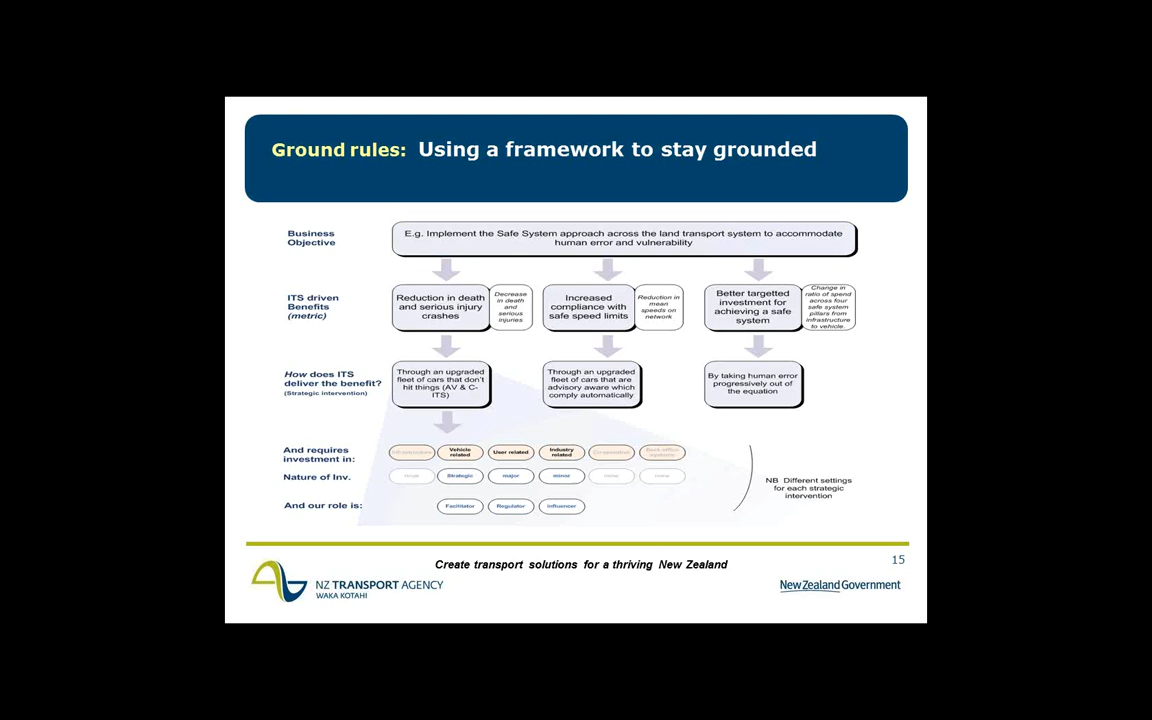 Ground rules: Using a framework to stay grounded
Business
Objective
E.g. Implement the Safe System approach across the land transport system to accommodate
human error and vulnerability
ITS driven
Benefits
(metric)
Reduction in death
and serious injury
crashes
Decrease
in death
and
serious
injuries
Increased
compliance with
safe speed limits
Reduction in
mean
speeds on
network
Better targetted
investment for
achieving a safe
system
Change in
ratio of spend
across four
safe system
pillars from
infrastructure
to vehicle.
How does ITS
deliver the benefit?
(Strategic intervention)
Through an upgraded
fleet of cars that don't
hit things (AV & C-
ITS)
Through an upgraded
fleet of cars that are
advisory aware which
comply automatically
By taking human error
progressively out of
the equation
And requires
investment in:
Infrastructure
Vehicle
related
User related
Industry
related
Back office
systems
Nature of Inv.
Strategic
major
minor
none
And our role is:
Facilitator
Regulator
influencer
NB Different settings
for each strategic
intervention
Create transport solutions for a thriving New Zealand
15
NZ TRANSPORT AGENCY
WAKA KOTAHI
New Zealand Government